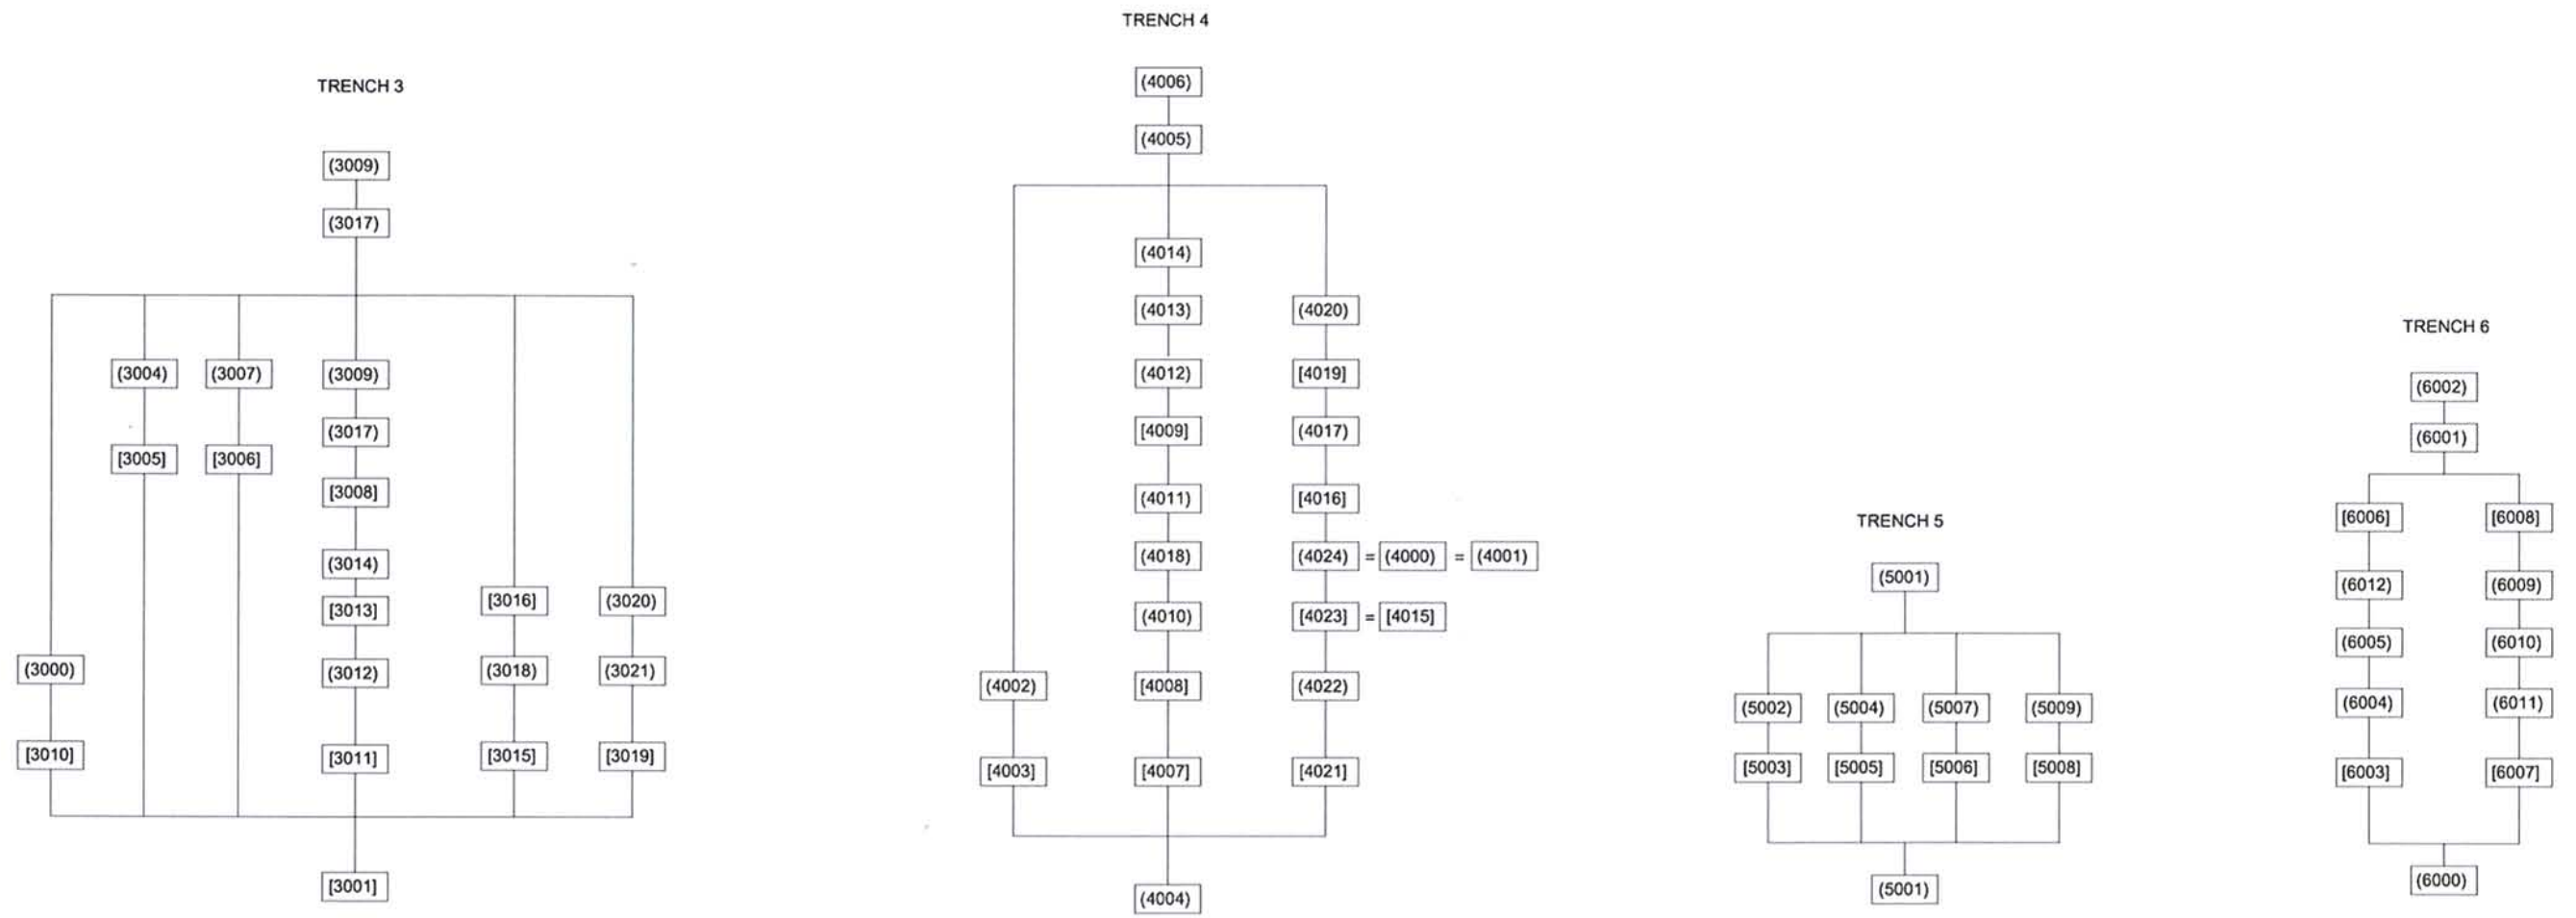 TRENCH 3
(3009)
(3017)
(3004) (3007) (3009)
(3017)
[3005] [3006]
[3008]
(3014)
[3013] [3016] (3020)
(3000) (3012) (3018) (3021)
[3010] [3011] [3015] [3019]
[3001]
TRENCH 4
(4006)
(4005)
(4014)
(4013) (4020)
(4012) [4019]
[4009] (4017)
(4011) [4016]
(4018) (4024) = (4000) = (4001)
(4010) [4023] = [4015]
(4002) [4008] (4022)
[4003] [4007] [4021]
(4004)
TRENCH 5
(5001)
(5002) (5004) (5007) (5009)
[5003] [5005] [5006] [5008]
(5001)
TRENCH 6
(6002)
(6001)
[6006] [6008]
(6012) (6009)
(6005) (6010)
(6004) (6011)
[6003] [6007]
(6000)